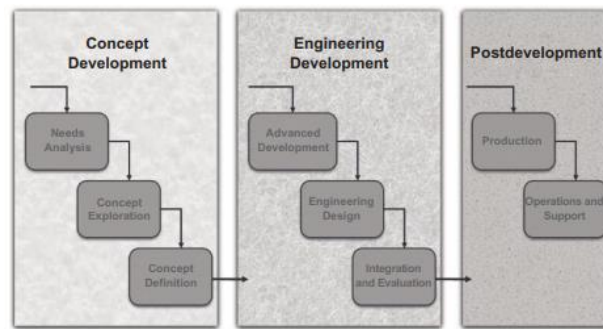 Concept
Development
Needs
Analysis
Concept
Exploration
Concept
Definition
Engineering
Development
Advanced
Development
Engineering
Design
Integration
and Evaluation
Postdevelopment
Production
Operations and
Support